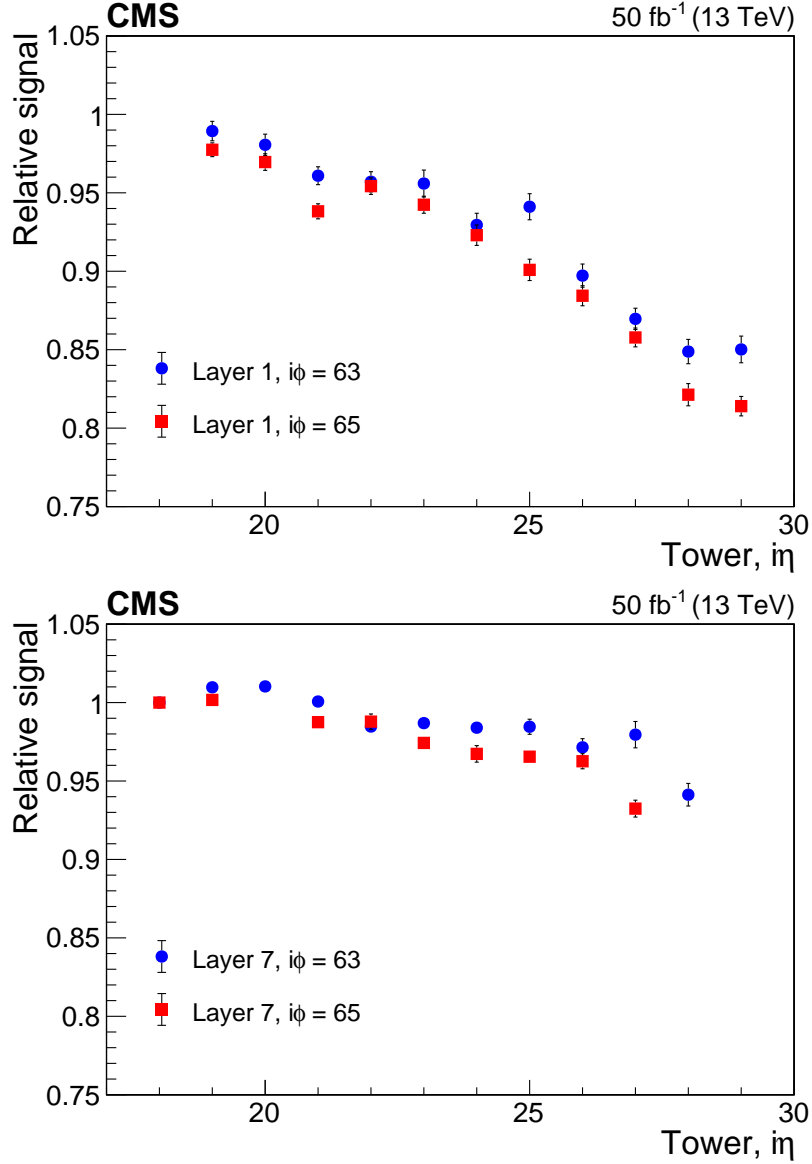 CMS 50 fb⁻¹ (13 TeV)
Relative signal
1.05
1
0.95
0.9
0.85
0.8
0.75
Layer 1, iϕ = 63
Layer 1, iϕ = 65
20 25 30
Tower, iη
CMS 50 fb⁻¹ (13 TeV)
Relative signal
1.05
1
0.95
0.9
0.85
0.8
0.75
Layer 7, iϕ = 63
Layer 7, iϕ = 65
20 25 30
Tower, iη